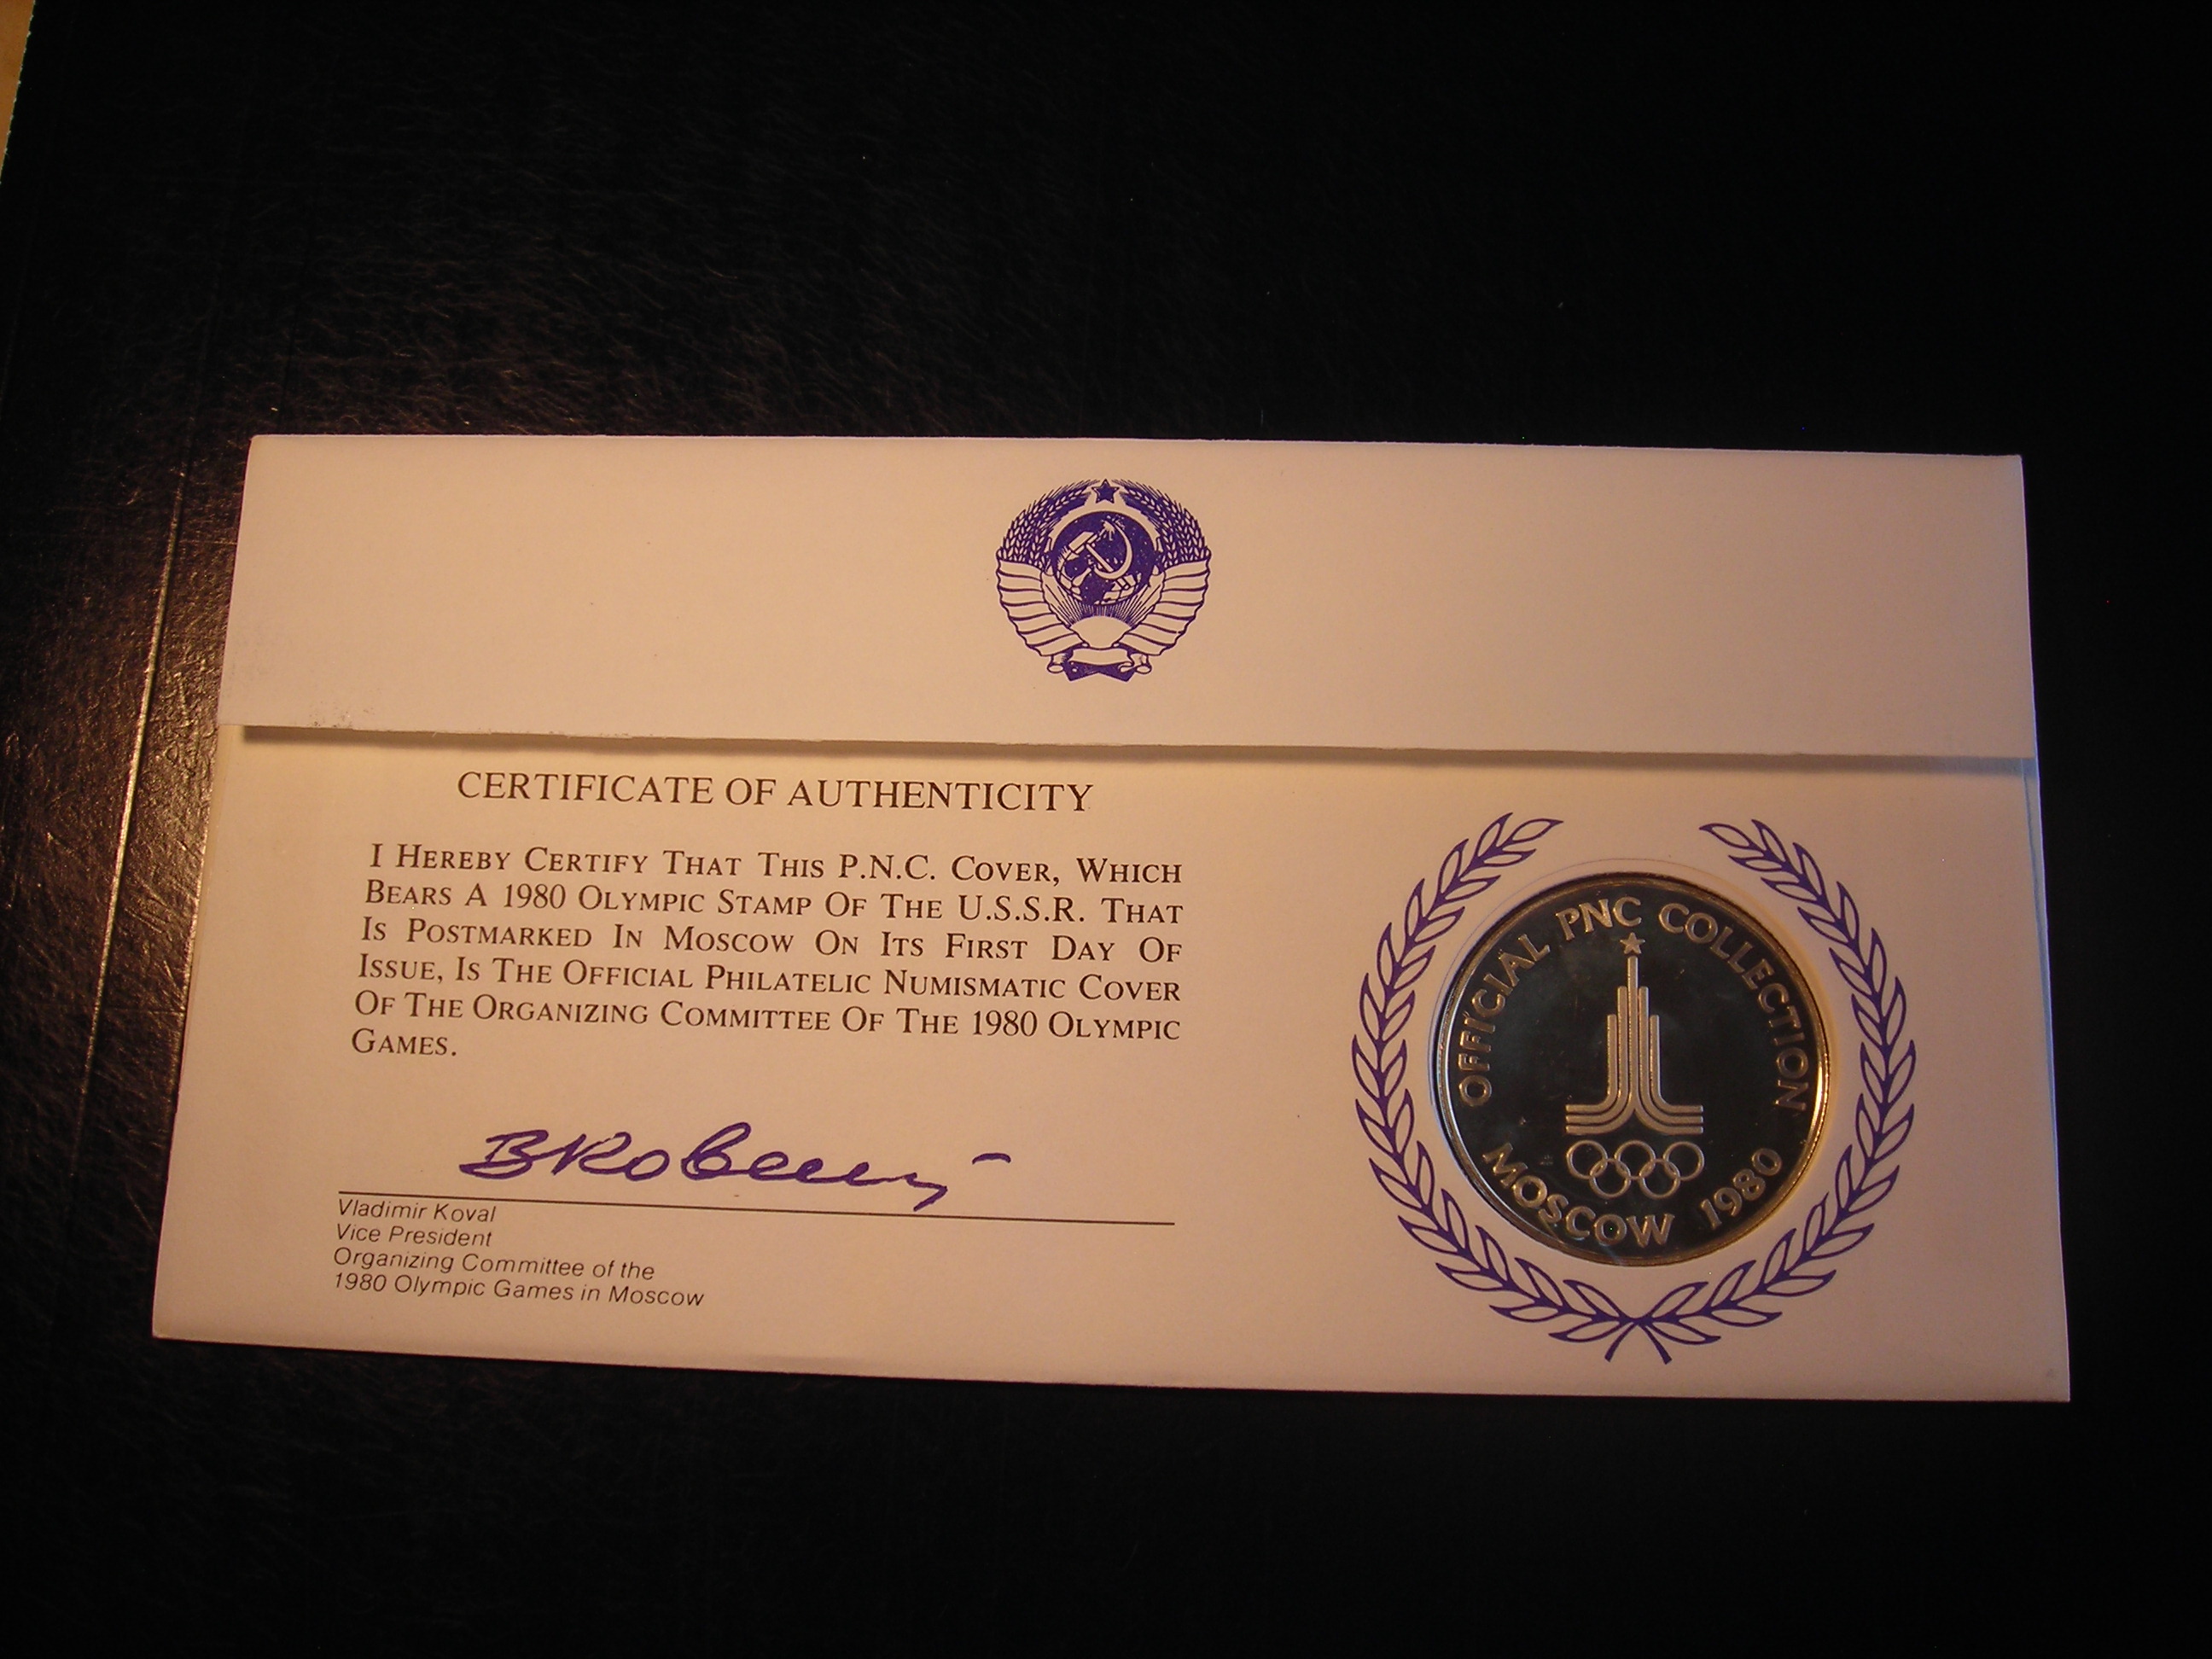 CERTIFICATE OF AUTHENTICITY
I HEREBY CERTIFY THAT THIS P.N.C. COVER, WHICH
BEARS A 1980 OLYMPIC STAMP OF THE U.S.S.R. THAT
IS POSTMARKED IN MOSCOW ON ITS FIRST DAY OF
ISSUE, IS THE OFFICIAL PHILATELIC NUMISMATIC COVER
OF THE ORGANIZING COMMITTEE OF THE 1980 OLYMPIC
GAMES.
Vladimir Koval
Vice President
Organizing Committee of the
1980 Olympic Games in Moscow
OFFICIAL PNC COLLECTION
MOSCOW 1980